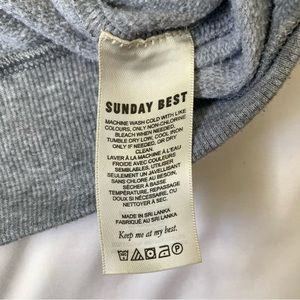 SUNDAY BEST
MACHINE WASH COLD WITH LIKE
COLOURS, ONLY NON-CHLORINE
BLEACH WHEN NEEDED,
TUMBLE DRY LOW, COOL IRON
ONLY IF NEEDED, OR DRY
CLEAN.
LAVER À LA MACHINE À L'EAU
FROIDE AVEC COULEURS
SEMBLABLES, UTILISER
SEULEMENT UN JAVELLISANT
SANS CHLORE AU BESOIN,
SÉCHER À BASSE
TEMPÉRATURE, REPASSAGE
DOUX SI NÉCESSAIRE, OU
NETTOYER A SEC.
MADE IN SRI LANKA
FABRIQUÉ AU SRI LANKA
Keep me at my best.